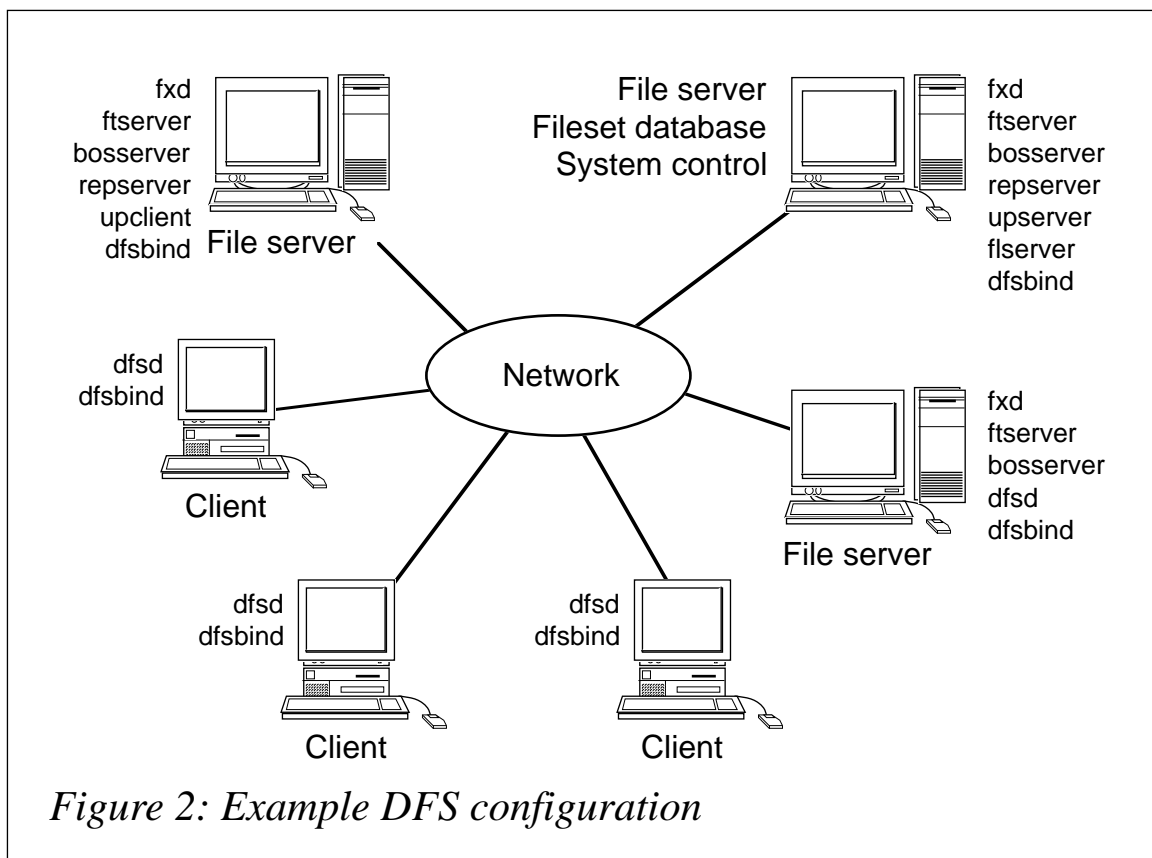 fxd
ftserver
bosserver
repserver
upclient
dfsbind
File server
File server
Fileset database
System control
fxd
ftserver
bosserver
repserver
upserver
flserver
dfsbind
Network
dfsd
dfsbind
Client
fxd
ftserver
bosserver
dfsd
dfsbind
File server
dfsd
dfsbind
Client
dfsd
dfsbind
Client
Figure 2: Example DFS configuration